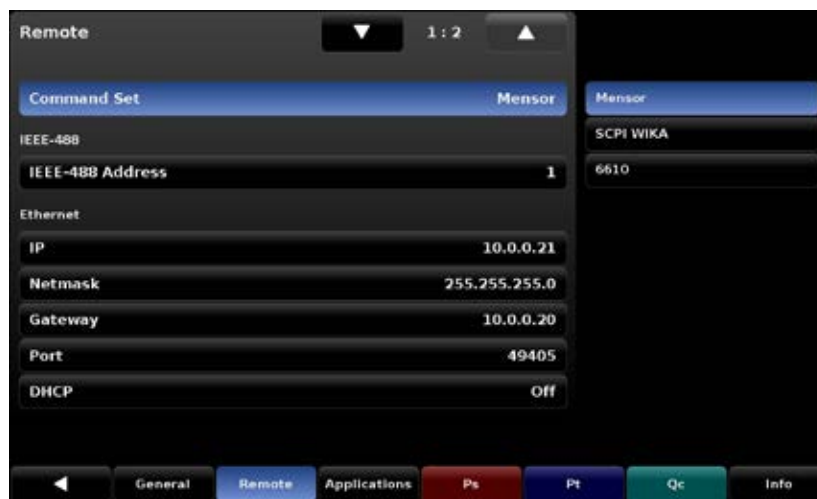 Remote 1 : 2
Command Set Mensor
Mensor
IEEE-488
SCPI WIKA
IEEE-488 Address 1
6610
Ethernet
IP 10.0.0.21
Netmask 255.255.255.0
Gateway 10.0.0.20
Port 49405
DHCP Off
General Remote Applications Ps Pt Qc Info